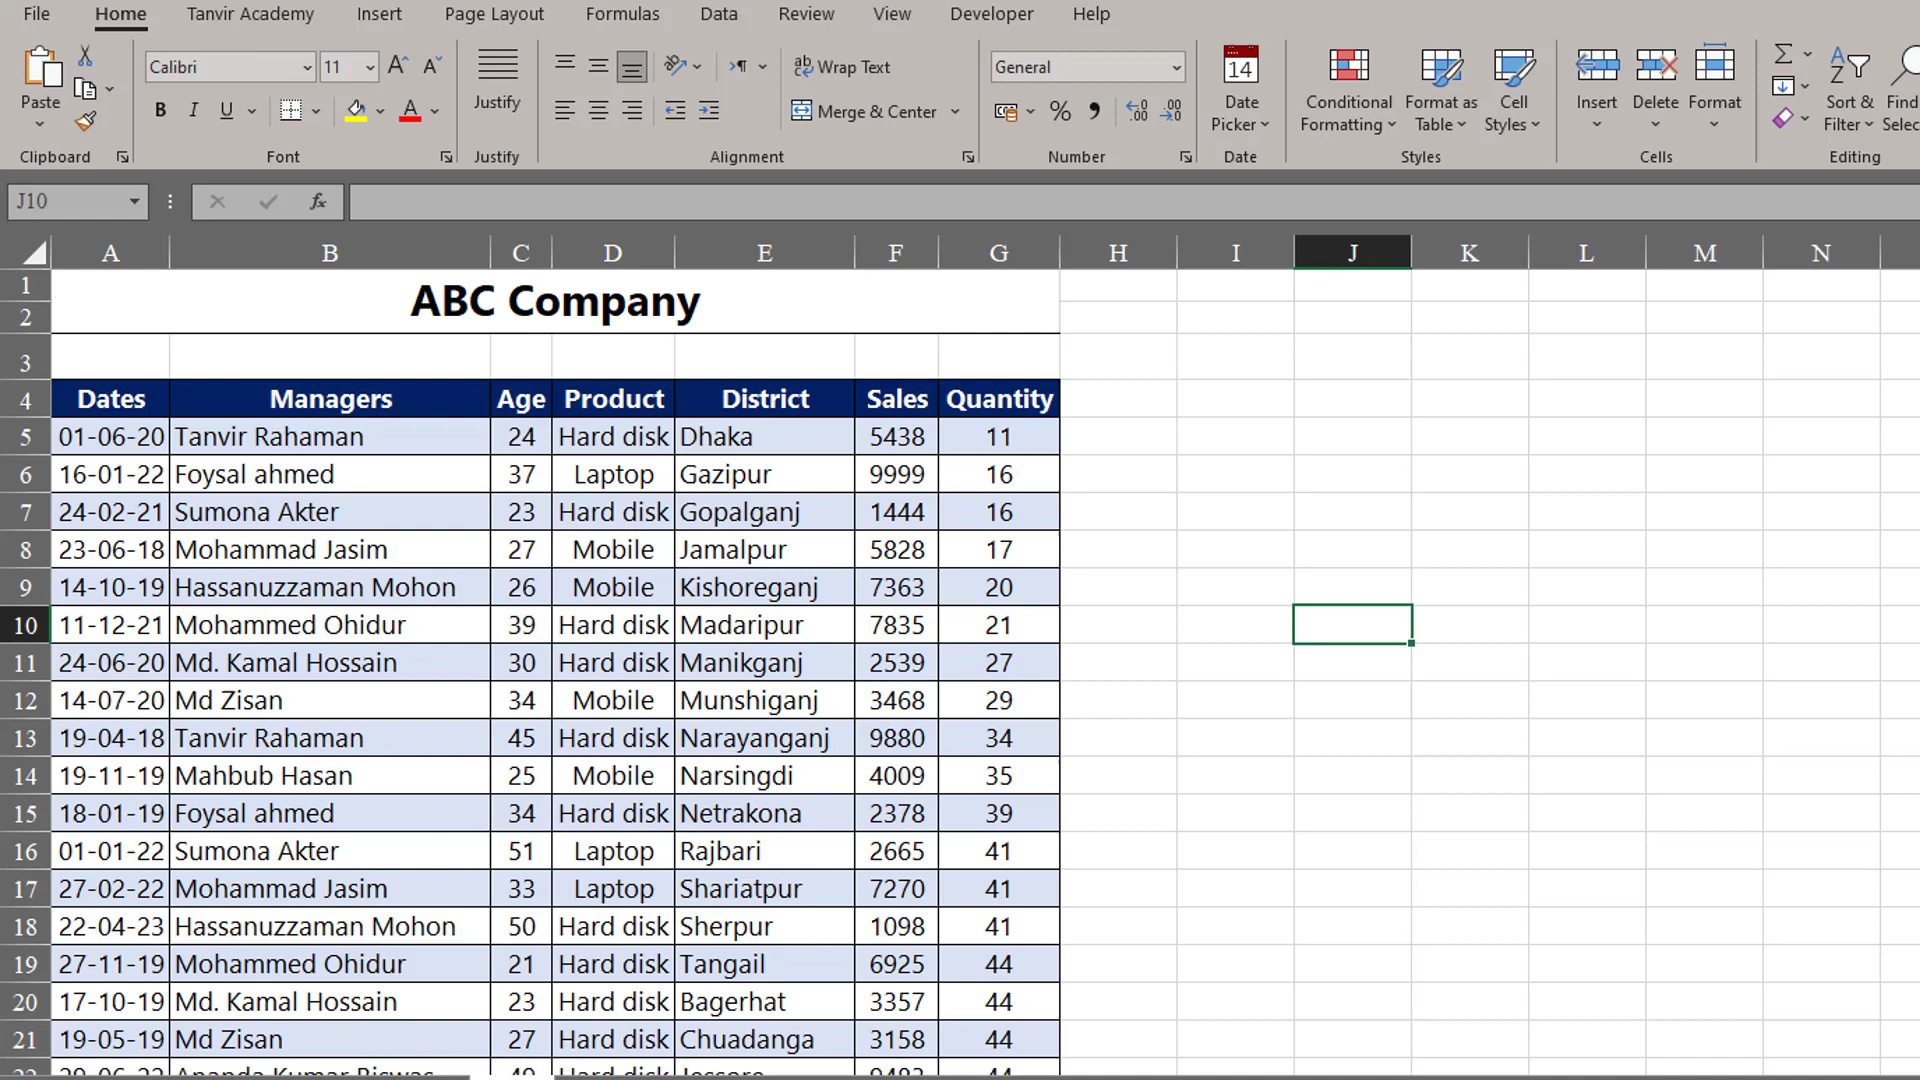 File Home Tanvir Academy Insert Page Layout Formulas Data Review View Developer Help
Calibri 11 A A Wrap Text General 14
Paste B I U A Justify Merge & Center % Date Picker Conditional Formatting Format as Table Cell Styles Insert Delete Format Sort & Filter Find
Clipboard Font Justify Alignment Number Date Styles Cells Editing
J10 fx
A B C D E F G H I J K L M N
1 ABC Company
2
3
4 Dates Managers Age Product District Sales Quantity
5 01-06-20 Tanvir Rahaman 24 Hard disk Dhaka 5438 11
6 16-01-22 Foysal ahmed 37 Laptop Gazipur 9999 16
7 24-02-21 Sumona Akter 23 Hard disk Gopalganj 1444 16
8 23-06-18 Mohammad Jasim 27 Mobile Jamalpur 5828 17
9 14-10-19 Hassanuzzaman Mohon 26 Mobile Kishoreganj 7363 20
10 11-12-21 Mohammed Ohidur 39 Hard disk Madaripur 7835 21
11 24-06-20 Md. Kamal Hossain 30 Hard disk Manikganj 2539 27
12 14-07-20 Md Zisan 34 Mobile Munshiganj 3468 29
13 19-04-18 Tanvir Rahaman 45 Hard disk Narayanganj 9880 34
14 19-11-19 Mahbub Hasan 25 Mobile Narsingdi 4009 35
15 18-01-19 Foysal ahmed 34 Hard disk Netrakona 2378 39
16 01-01-22 Sumona Akter 51 Laptop Rajbari 2665 41
17 27-02-22 Mohammad Jasim 33 Laptop Shariatpur 7270 41
18 22-04-23 Hassanuzzaman Mohon 50 Hard disk Sherpur 1098 41
19 27-11-19 Mohammed Ohidur 21 Hard disk Tangail 6925 44
20 17-10-19 Md. Kamal Hossain 23 Hard disk Bagerhat 3357 44
21 19-05-19 Md Zisan 27 Hard disk Chuadanga 3158 44